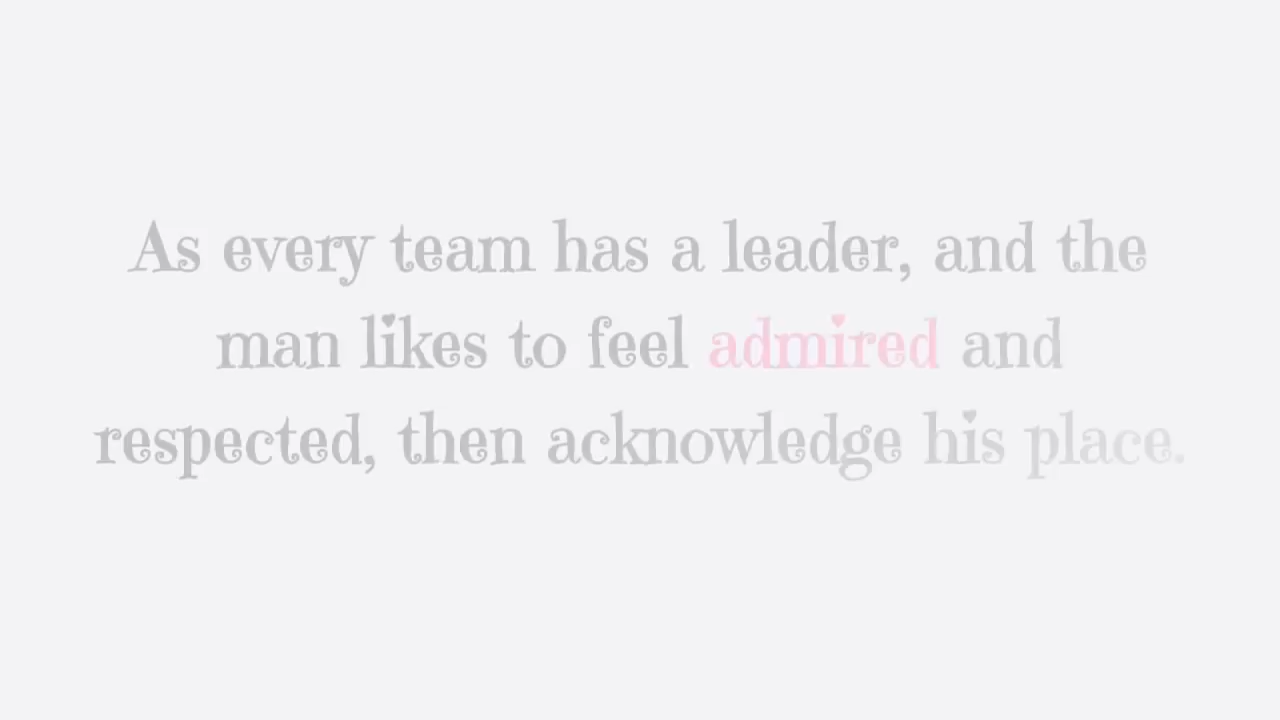 As every team has a leader, and the
man likes to feel admired and
respected, then acknowledge his place.